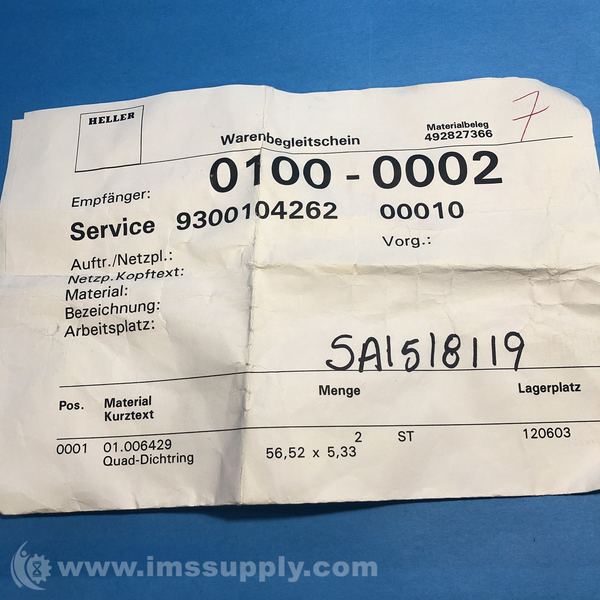 HELLER
Warenbegleitschein
Materialbeleg
492827366
7
0100 - 0002
Empfänger:
Service 9300104262 00010
Auftr./Netzpl.:
Vorg.:
Netzp.Kopftext:
Material:
Bezeichnung:
Arbeitsplatz:
SA1518119
Pos. Material Menge Lagerplatz
Kurztext
0001 01.006429 2 ST 120603
Quad-Dichtring 56,52 x 5,33
www.imssupply.com